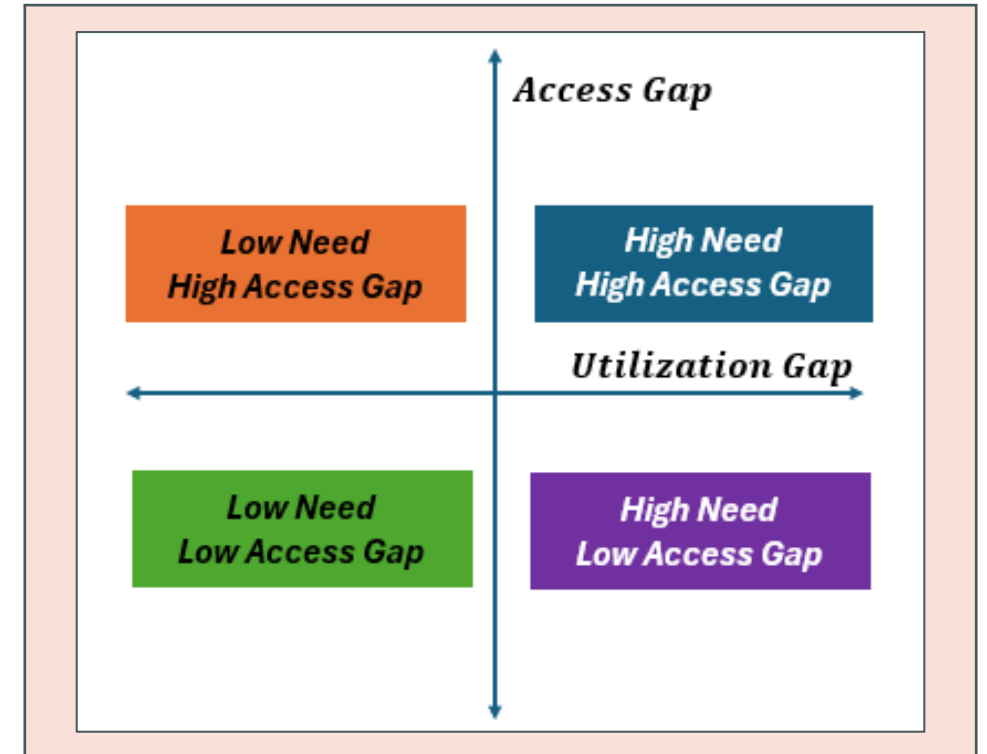 Access Gap
Low Need
High Access Gap
High Need
High Access Gap
Utilization Gap
Low Need
Low Access Gap
High Need
Low Access Gap